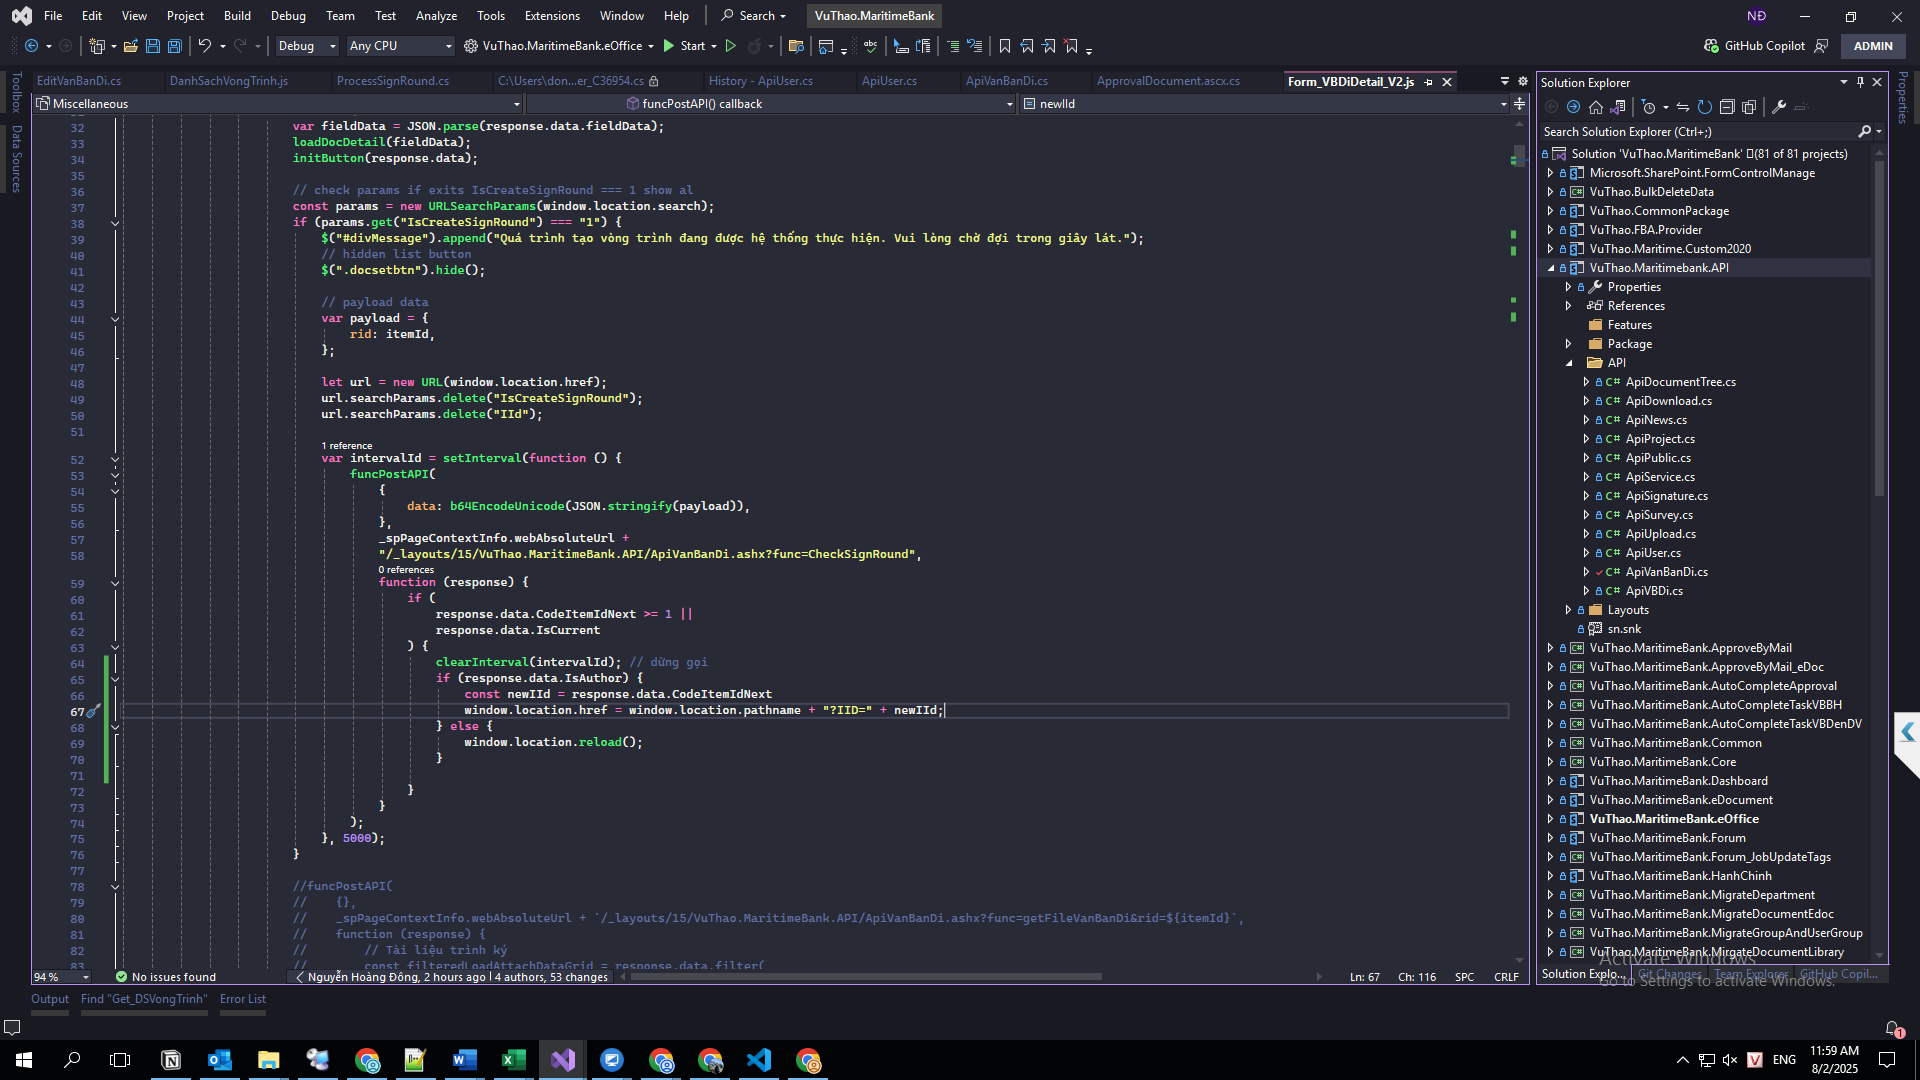 File Edit View Project Build Debug Team Test Analyze Tools Extensions Window Help Search VuThao.MaritimeBank NĐ
Debug Any CPU VuThao.MaritimeBank.eOffice Start GitHub Copilot ADMIN
EditVanBanDi.cs DanhSachVongTrinh.js ProcessSignRound.cs C:\Users\don...er_C36954.cs History - ApiUser.cs ApiUser.cs ApiVanBanDi.cs ApprovalDocument.ascx.cs Form_VBDiDetail_V2.js
Miscellaneous funcPostAPI() callback newIId
Toolbox
Data Sources
32 var fieldData = JSON.parse(response.data.fieldData);
33 loadDocDetail(fieldData);
34 initButton(response.data);
35
36 // check params if exits IsCreateSignRound === 1 show al
37 const params = new URLSearchParams(window.location.search);
38 if (params.get("IsCreateSignRound") === "1") {
39 $("#divMessage").append("Quá trình tạo vòng trình đang được hệ thống thực hiện. Vui lòng chờ đợi trong giây lát.");
40 // hidden list button
41 $(".docsetbtn").hide();
42
43 // payload data
44 var payload = {
45 rid: itemId,
46 };
47
48 let url = new URL(window.location.href);
49 url.searchParams.delete("IsCreateSignRound");
50 url.searchParams.delete("IId");
51
1 reference
52 var intervalId = setInterval(function () {
53 funcPostAPI(
54 {
55 data: b64EncodeUnicode(JSON.stringify(payload)),
56 },
57 _spPageContextInfo.webAbsoluteUrl +
58 "/_layouts/15/VuThao.MaritimeBank.API/ApiVanBanDi.ashx?func=CheckSignRound",
0 references
59 function (response) {
60 if (
61 response.data.CodeItemIdNext >= 1 ||
62 response.data.IsCurrent
63 ) {
64 clearInterval(intervalId); // dừng gọi
65 if (response.data.IsAuthor) {
66 const newIId = response.data.CodeItemIdNext
67 window.location.href = window.location.pathname + "?IID=" + newIId;
68 } else {
69 window.location.reload();
70 }
71
72 }
73 }
74 );
75 }, 5000);
76 }
77
78 //funcPostAPI(
79 // {},
80 // _spPageContextInfo.webAbsoluteUrl + `/_layouts/15/VuThao.MaritimeBank.API/ApiVanBanDi.ashx?func=getFileVanBanDi&rid=${itemId}`,
81 // function (response) {
82 // // Tài liệu trình ký
83 // const filteredLoadAttachDataGrid = response.data.filter(
94 % No issues found Nguyễn Hoàng Đông, 2 hours ago | 4 authors, 53 changes Ln: 67 Ch: 116 SPC CRLF
Output Find "Get_DSVongTrinh" Error List
Solution Explorer
Search Solution Explorer (Ctrl+;)
Solution 'VuThao.MaritimeBank' (81 of 81 projects)
Microsoft.SharePoint.FormControlManage
VuThao.BulkDeleteData
VuThao.CommonPackage
VuThao.FBA.Provider
VuThao.Maritime.Custom2020
VuThao.Maritimebank.API
Properties
References
Features
Package
API
C# ApiDocumentTree.cs
C# ApiDownload.cs
C# ApiNews.cs
C# ApiProject.cs
C# ApiPublic.cs
C# ApiService.cs
C# ApiSignature.cs
C# ApiSurvey.cs
C# ApiUpload.cs
C# ApiUser.cs
C# ApiVanBanDi.cs
C# ApiVBDi.cs
Layouts
sn.snk
VuThao.MaritimeBank.ApproveByMail
VuThao.MaritimeBank.ApproveByMail_eDoc
VuThao.MaritimeBank.AutoCompleteApproval
VuThao.MaritimeBank.AutoCompleteTaskVBBH
VuThao.MaritimeBank.AutoCompleteTaskVBDenDV
VuThao.MaritimeBank.Common
VuThao.MaritimeBank.Core
VuThao.MaritimeBank.Dashboard
VuThao.MaritimeBank.eDocument
VuThao.MaritimeBank.eOffice
VuThao.MaritimeBank.Forum
VuThao.MaritimeBank.Forum_JobUpdateTags
VuThao.MaritimeBank.HanhChinh
VuThao.MaritimeBank.MigrateDepartment
VuThao.MaritimeBank.MigrateDocumentEdoc
VuThao.MaritimeBank.MigrateGroupAndUserGroup
VuThao.MaritimeBank.MigrateDocumentLibrary
Solution Explo... Git Changes Team Explorer GitHub Copil...
Activate Windows
Go to Settings to activate Windows.
Properties
1
ENG 11:59 AM
8/2/2025